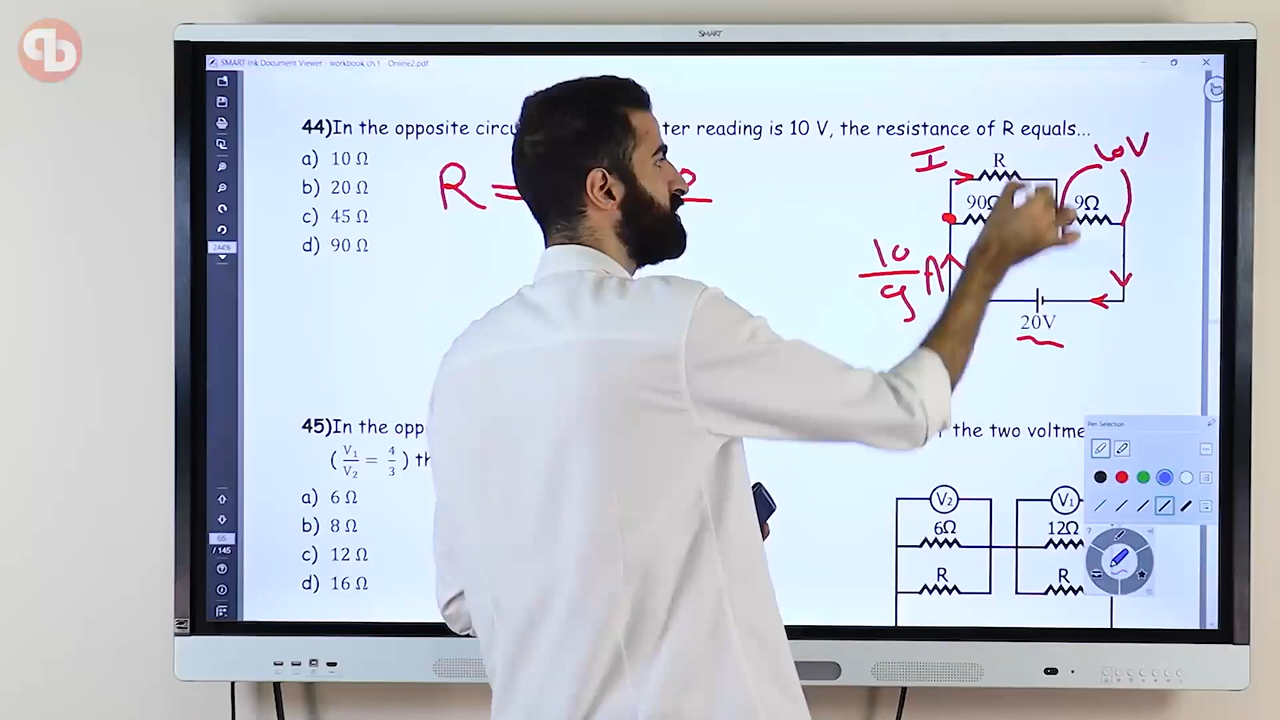 SMART
SMART Ink Document Viewer - workbook ch.1 - Online2.pdf
44)In the opposite circu ter reading is 10 V, the resistance of R equals...
a) 10 Ω
b) 20 Ω
c) 45 Ω
d) 90 Ω
R =
I
R
10V
90Ω
9Ω
10
9
A
20V
244%
45)In the opp the two voltme
( V₁/V₂ = 4/3 ) th
a) 6 Ω
b) 8 Ω
c) 12 Ω
d) 16 Ω
V₂
V₁
6Ω
12Ω
R
R
Pen Selection
66
/ 145